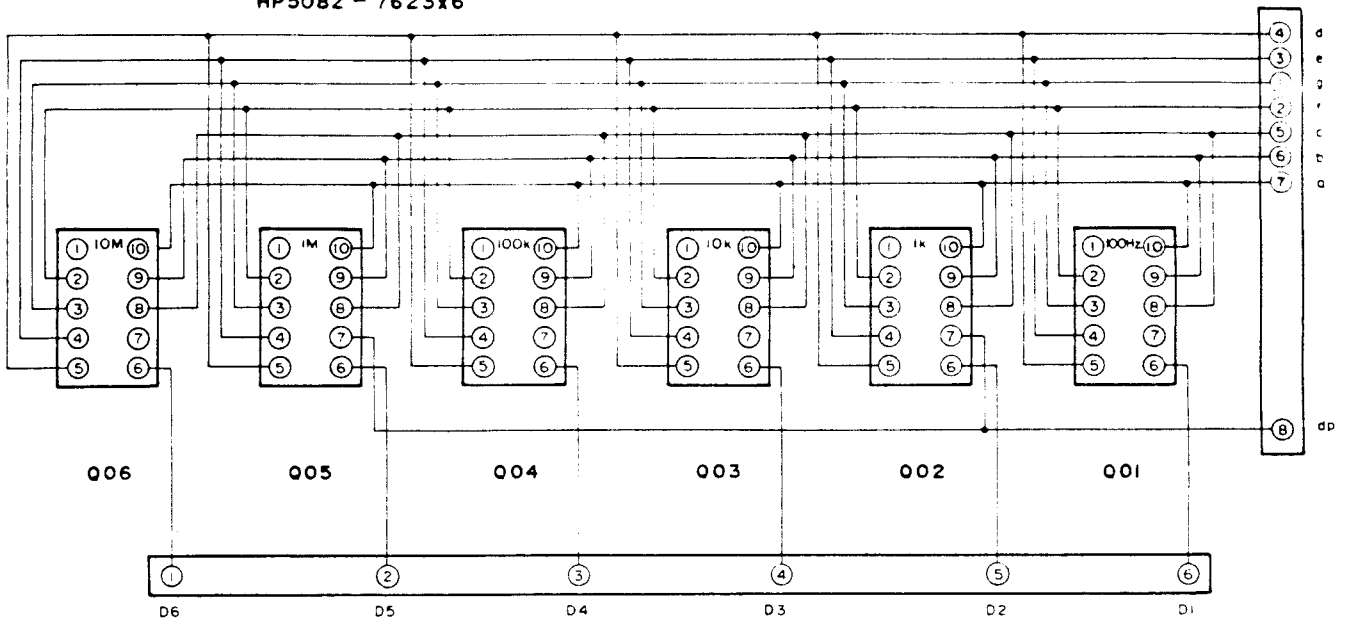 HP5082 - 7623x6
4 d
3 e
g
2 f
5 c
6 b
7 a
1 10M 10
2 9
3 8
4 7
5 6
1 1M 10
2 9
3 8
4 7
5 6
1 100k 10
2 9
3 8
4 7
5 6
1 10k 10
2 9
3 8
4 7
5 6
1 1k 10
2 9
3 8
4 7
5 6
1 100Hz 10
2 9
3 8
4 7
5 6
8 dp
Q06 Q05 Q04 Q03 Q02 Q01
1 2 3 4 5 6
D6 D5 D4 D3 D2 D1